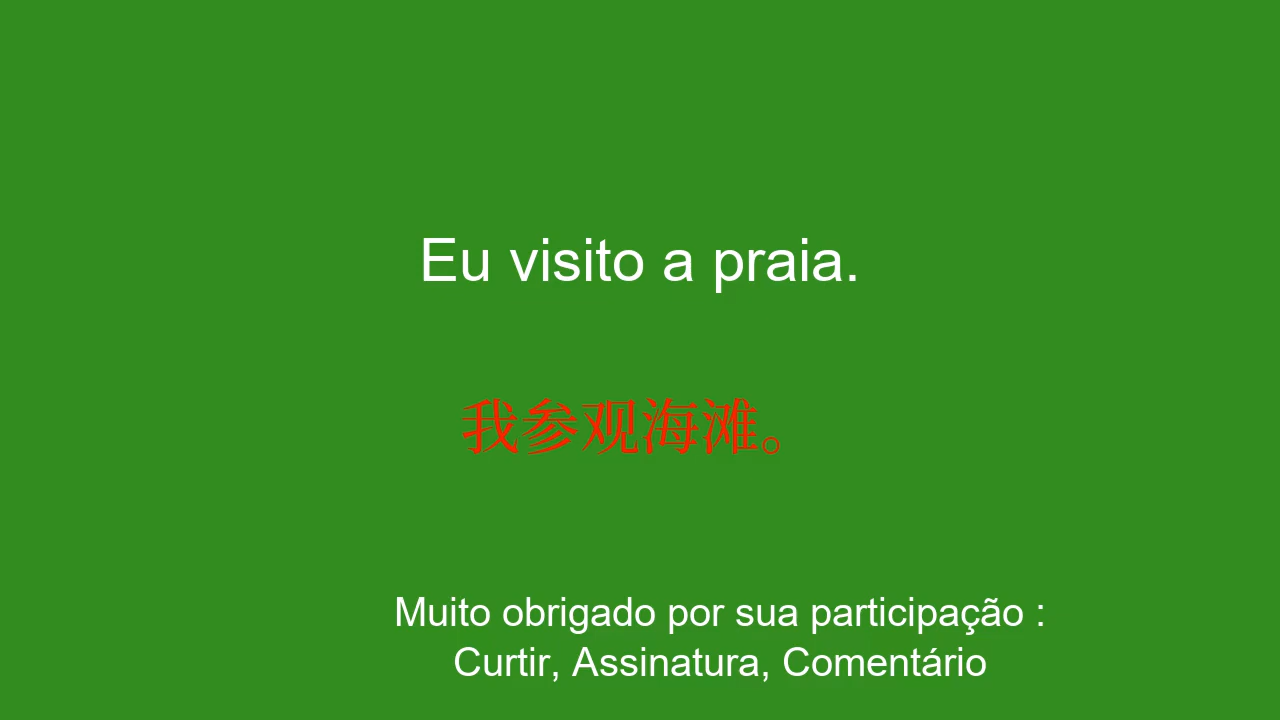 Eu visito a praia.
我参观海滩。
Muito obrigado por sua participação :
Curtir, Assinatura, Comentário